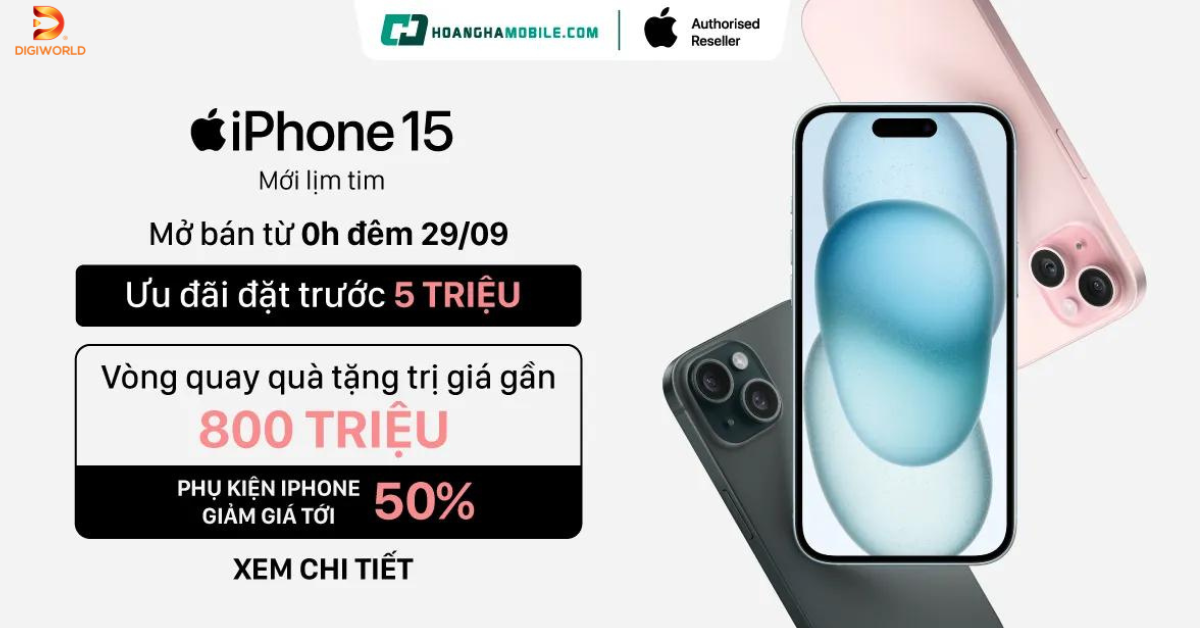 DIGIWORLD
HOANGHAMOBILE.COM
Authorised
Reseller
iPhone 15
Mới lịm tim
Mở bán từ 0h đêm 29/09
Ưu đãi đặt trước 5 TRIỆU
Vòng quay quà tặng trị giá gần
800 TRIỆU
PHỤ KIỆN IPHONE
GIẢM GIÁ TỚI
50%
XEM CHI TIẾT